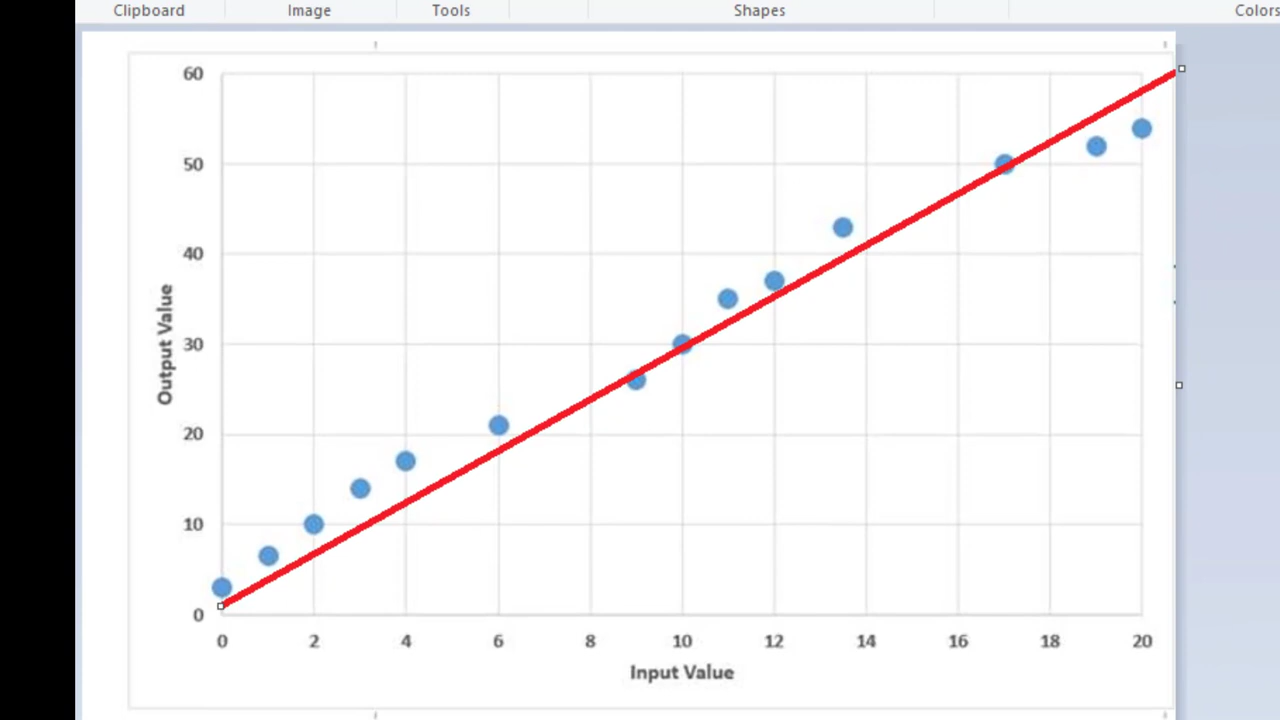 Clipboard Image Tools Shapes Colors
60
50
40
30
20
10
0
Output Value
0 2 4 6 8 10 12 14 16 18 20
Input Value